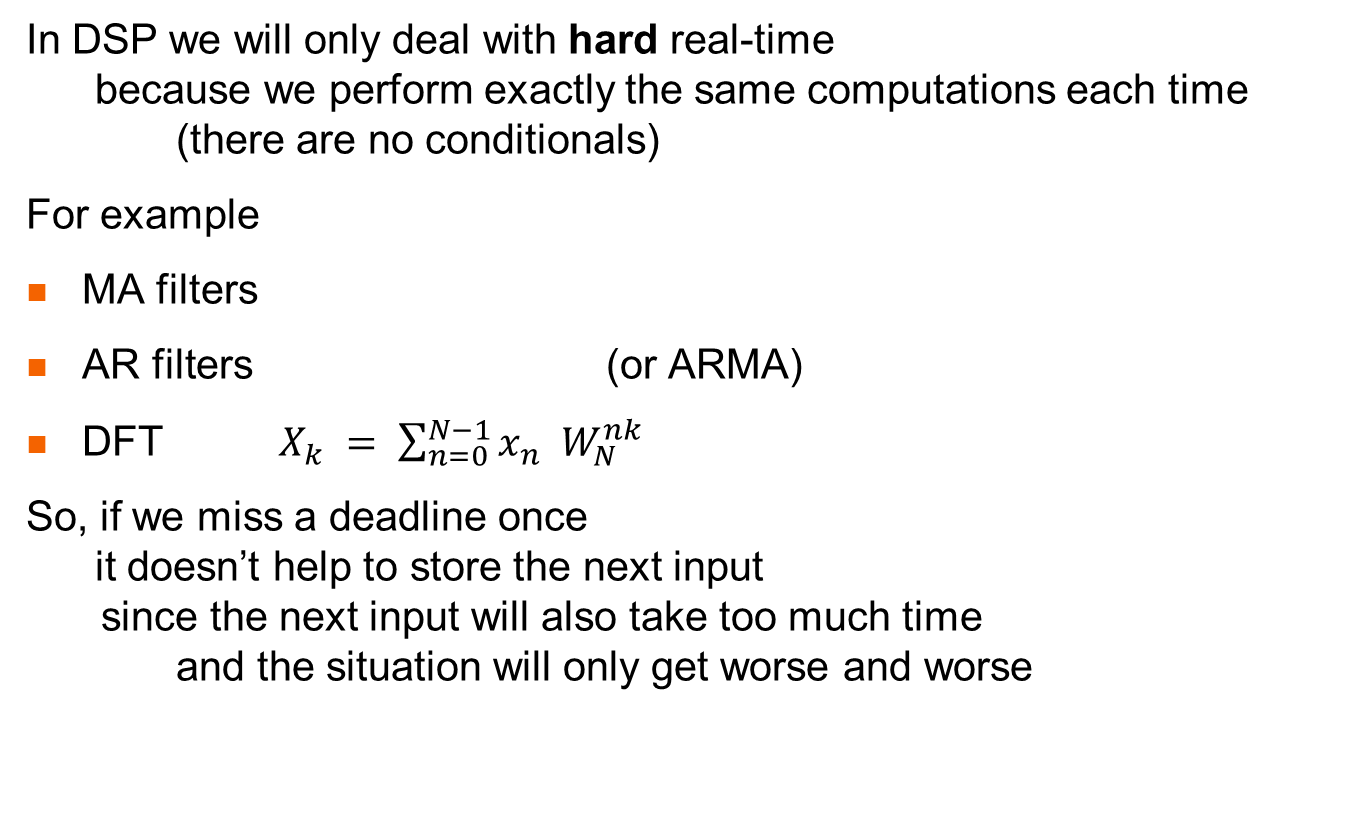 In DSP we will only deal with hard real-time
because we perform exactly the same computations each time
(there are no conditionals)
For example
■ MA filters
■ AR filters (or ARMA)
■ DFT X_k = ∑_{n=0}^{N−1} x_n W_N^{nk}
So, if we miss a deadline once
it doesn’t help to store the next input
since the next input will also take too much time
and the situation will only get worse and worse